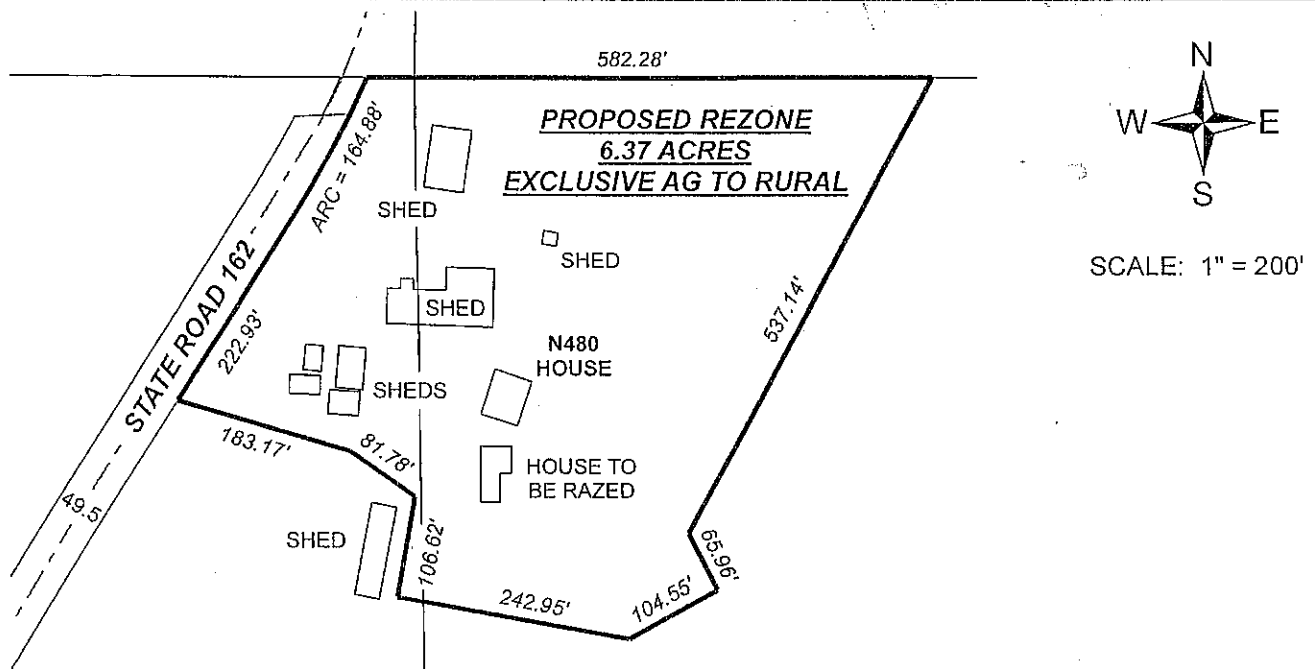 582.28'
N
W E
S
SCALE: 1" = 200'
PROPOSED REZONE
6.37 ACRES
EXCLUSIVE AG TO RURAL
ARC = 164.88'
SHED
SHED
SHED
STATE ROAD 162
222.93'
537.14'
N480
HOUSE
SHEDS
183.17'
81.78'
HOUSE TO
BE RAZED
49.5
SHED
106.62'
65.96'
242.95'
104.55'